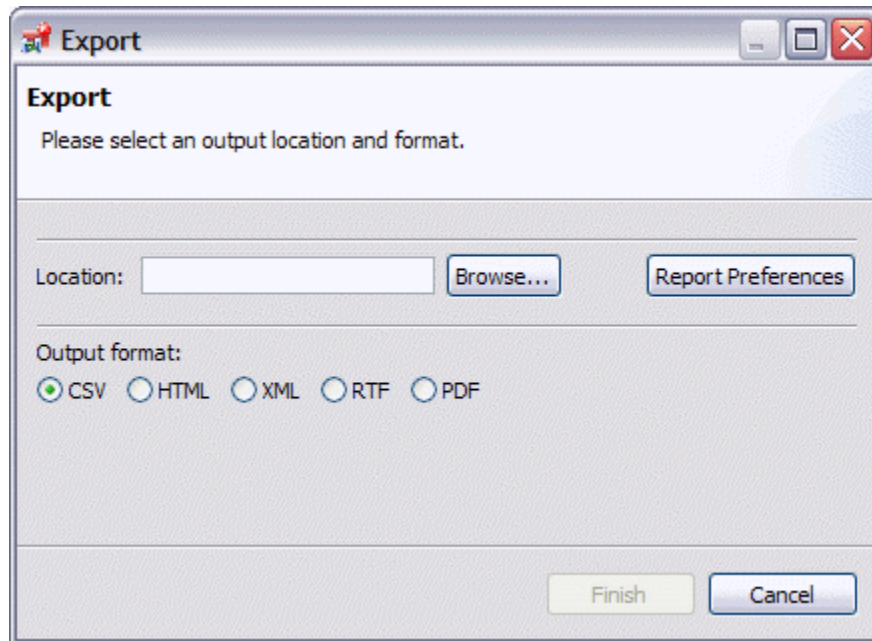 Export
Export
Please select an output location and format.
Location: Browse... Report Preferences
Output format:
CSV HTML XML RTF PDF
Finish Cancel